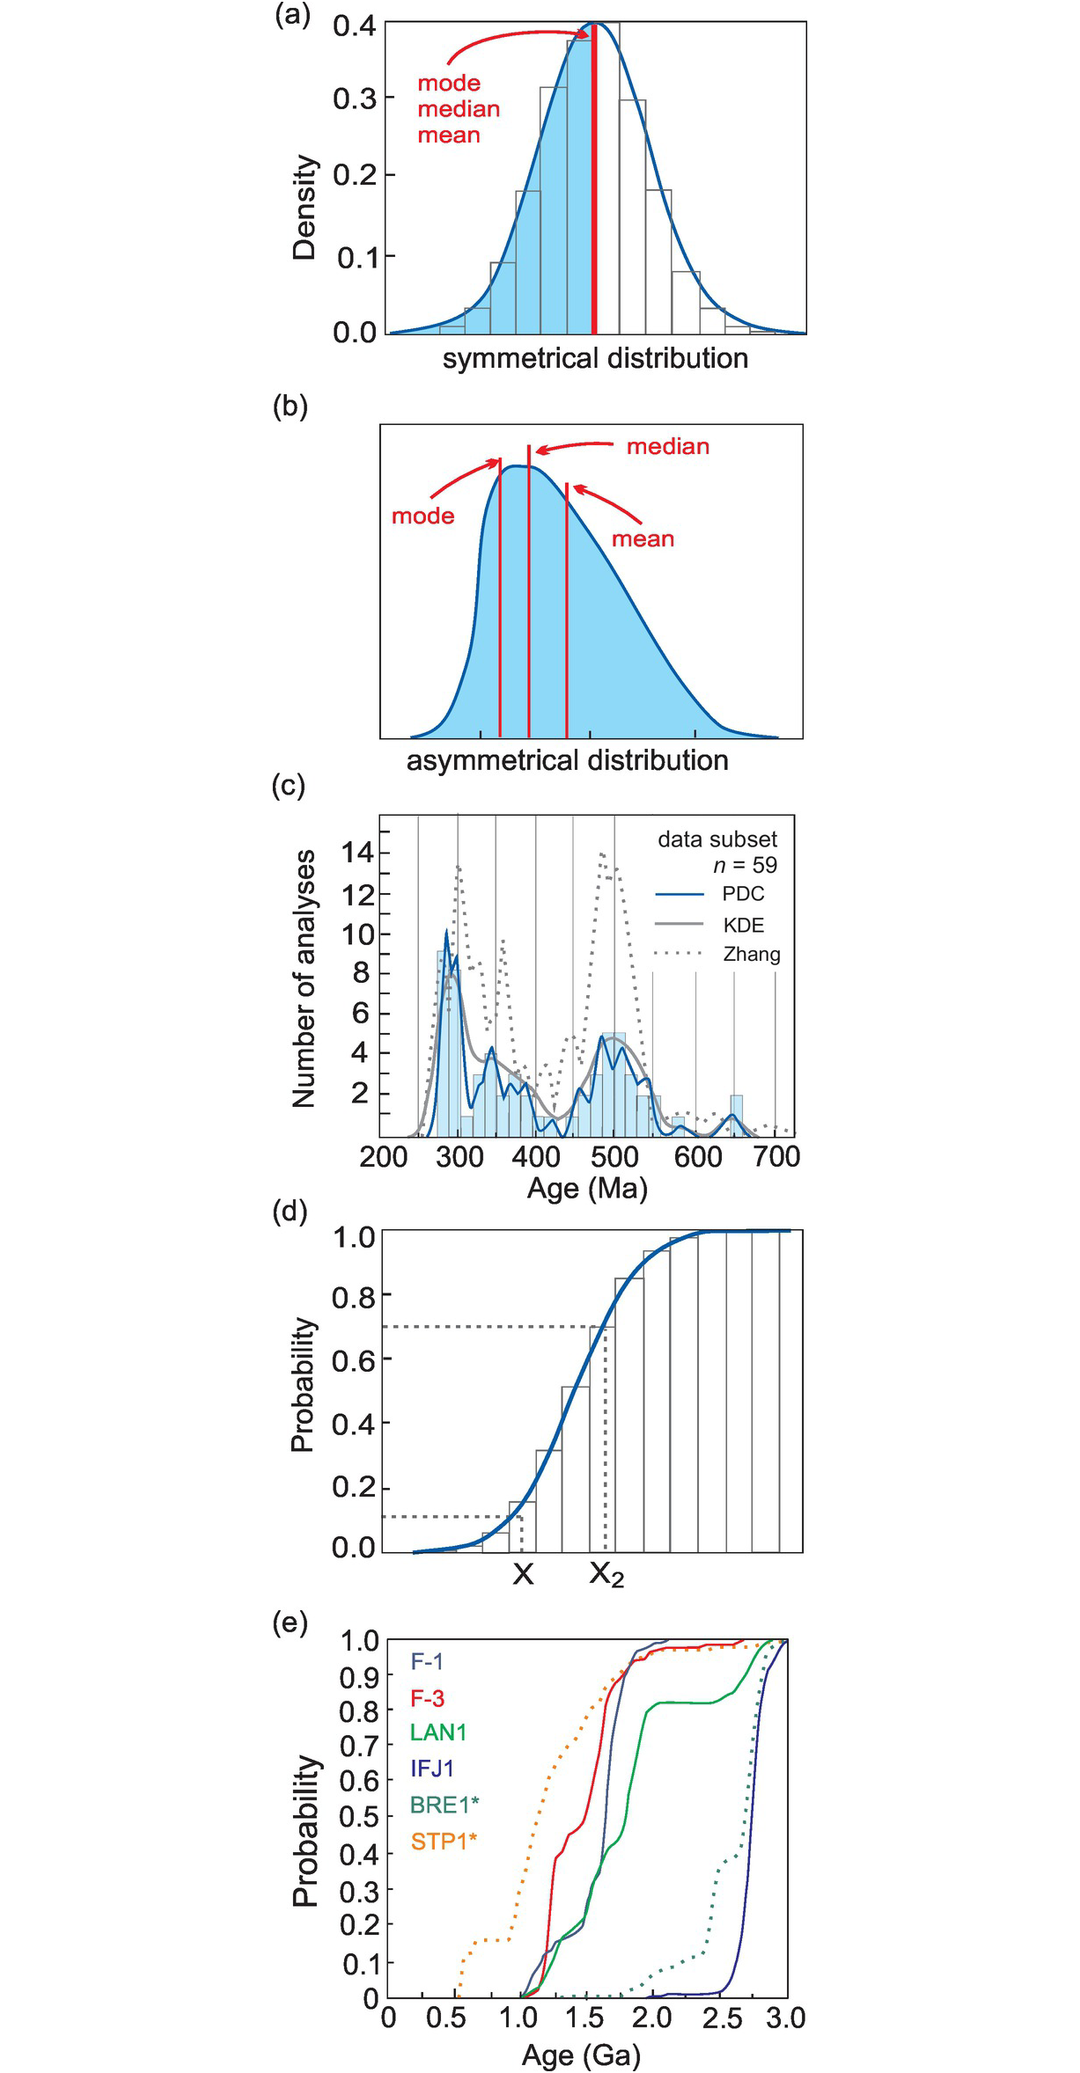 (a)
0.4
0.3
0.2
0.1
0.0
Density
mode
median
mean
symmetrical distribution
(b)
median
mode
mean
asymmetrical distribution
(c)
14
12
10
8
6
4
2
Number of analyses
data subset
n = 59
PDC
KDE
Zhang
200 300 400 500 600 700
Age (Ma)
(d)
1.0
0.8
0.6
0.4
0.2
0.0
Probability
X X2
(e)
1.0
0.9
0.8
0.7
0.6
0.5
0.4
0.3
0.2
0.1
0
Probability
F-1
F-3
LAN1
IFJ1
BRE1*
STP1*
0 0.5 1.0 1.5 2.0 2.5 3.0
Age (Ga)